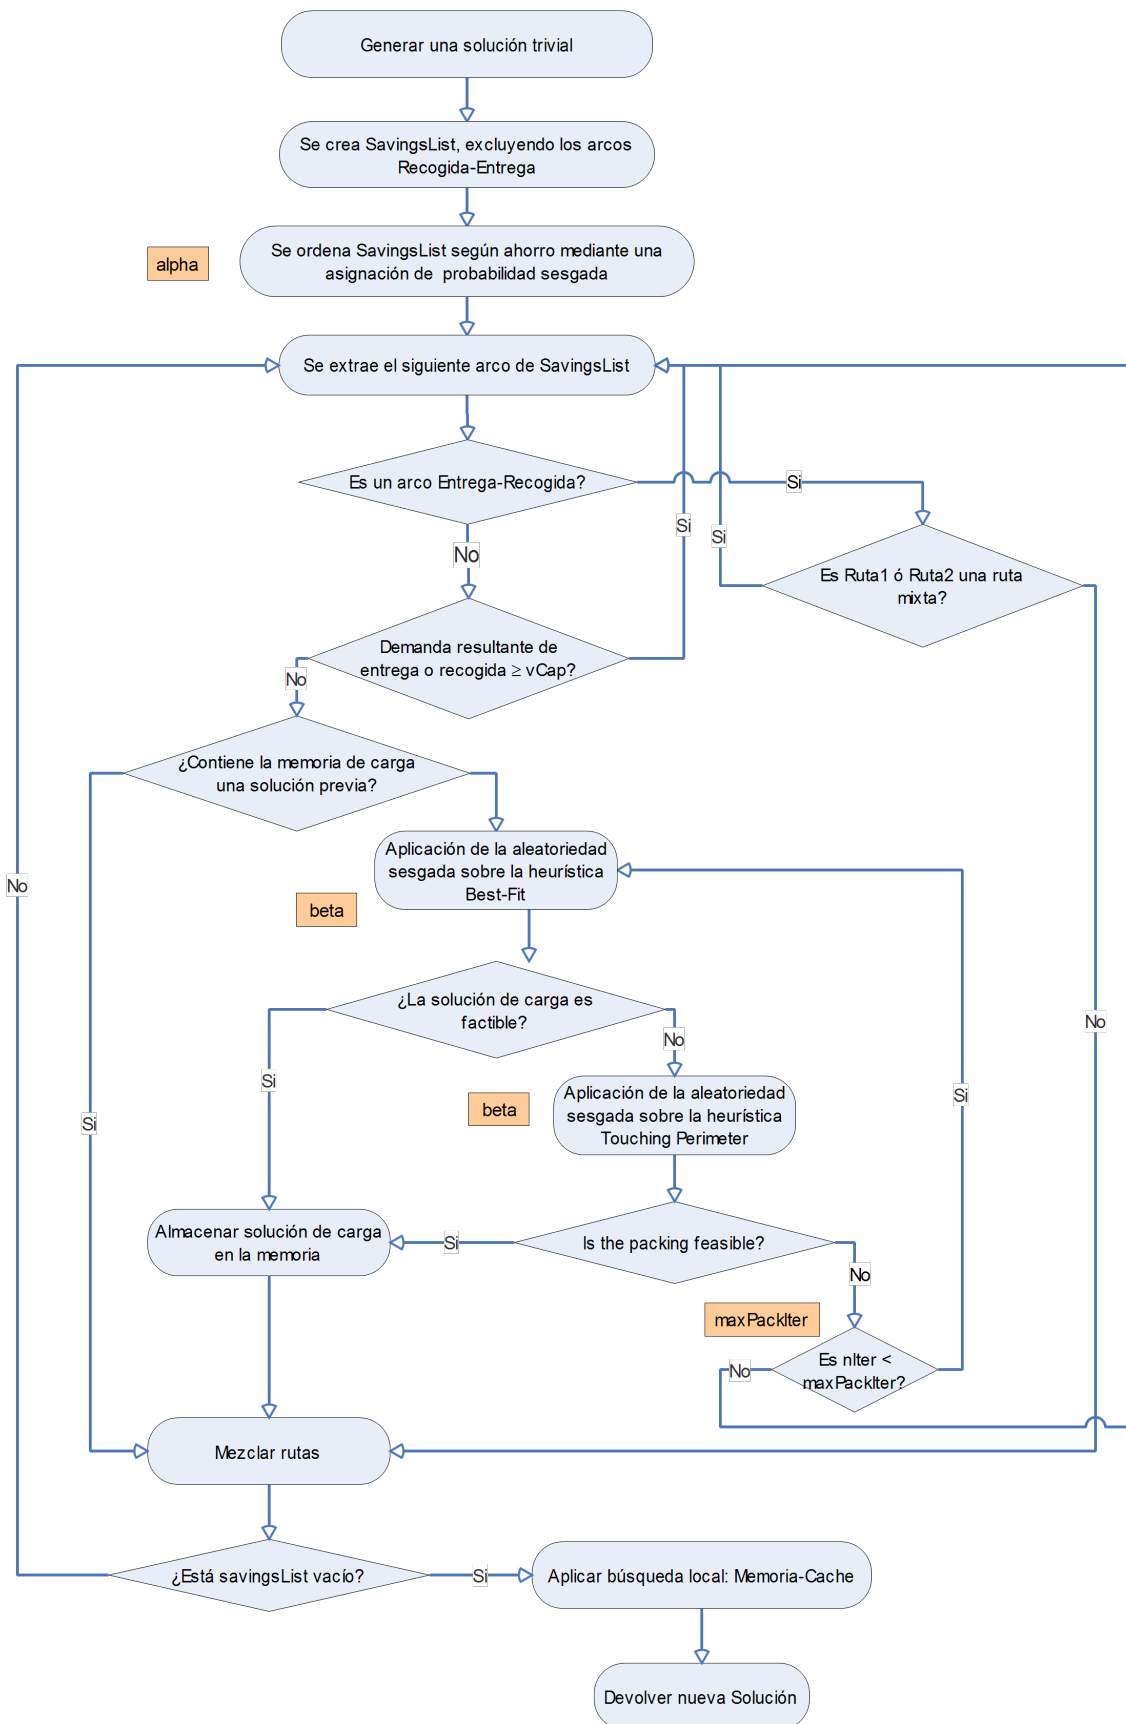 Generar una solución trivial
Se crea SavingsList, excluyendo los arcos
Recogida-Entrega
Se ordena SavingsList según ahorro mediante una
asignación de probabilidad sesgada
alpha
Se extrae el siguiente arco de SavingsList
Es un arco Entrega-Recogida?
Si
Si
Si
No
Es Ruta1 ó Ruta2 una ruta
mixta?
Demanda resultante de
entrega o recogida ≥ vCap?
No
¿Contiene la memoria de carga
una solución previa?
Aplicación de la aleatoriedad
sesgada sobre la heurística
Best-Fit
No
beta
¿La solución de carga es
factible?
No
No
Si
Si
Si
Aplicación de la aleatoriedad
sesgada sobre la heurística
Touching Perimeter
beta
Almacenar solución de carga
en la memoria
Si
Is the packing feasible?
No
maxPackIter
Es nIter <
maxPackIter?
No
Mezclar rutas
¿Está savingsList vacío?
Si
Aplicar búsqueda local: Memoria-Cache
Devolver nueva Solución